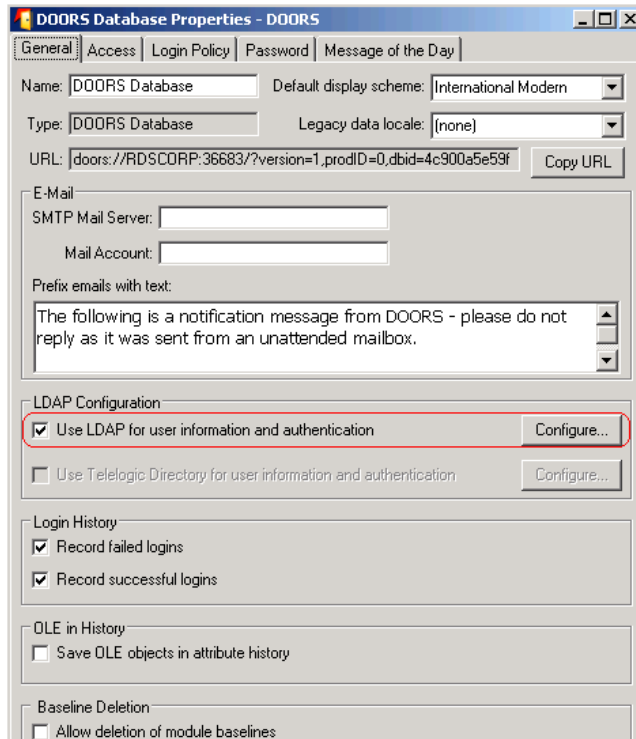 DOORS Database Properties - DOORS
General Access Login Policy Password Message of the Day
Name: DOORS Database Default display scheme: International Modern
Type: DOORS Database Legacy data locale: (none)
URL: doors://RDSCORP:36683/?version=1,prodID=0,dbid=4c900a5e59f Copy URL
E-Mail
SMTP Mail Server:
Mail Account:
Prefix emails with text:
The following is a notification message from DOORS - please do not
reply as it was sent from an unattended mailbox.
LDAP Configuration
Use LDAP for user information and authentication Configure...
Use Telelogic Directory for user information and authentication Configure...
Login History
Record failed logins
Record successful logins
OLE in History
Save OLE objects in attribute history
Baseline Deletion
Allow deletion of module baselines